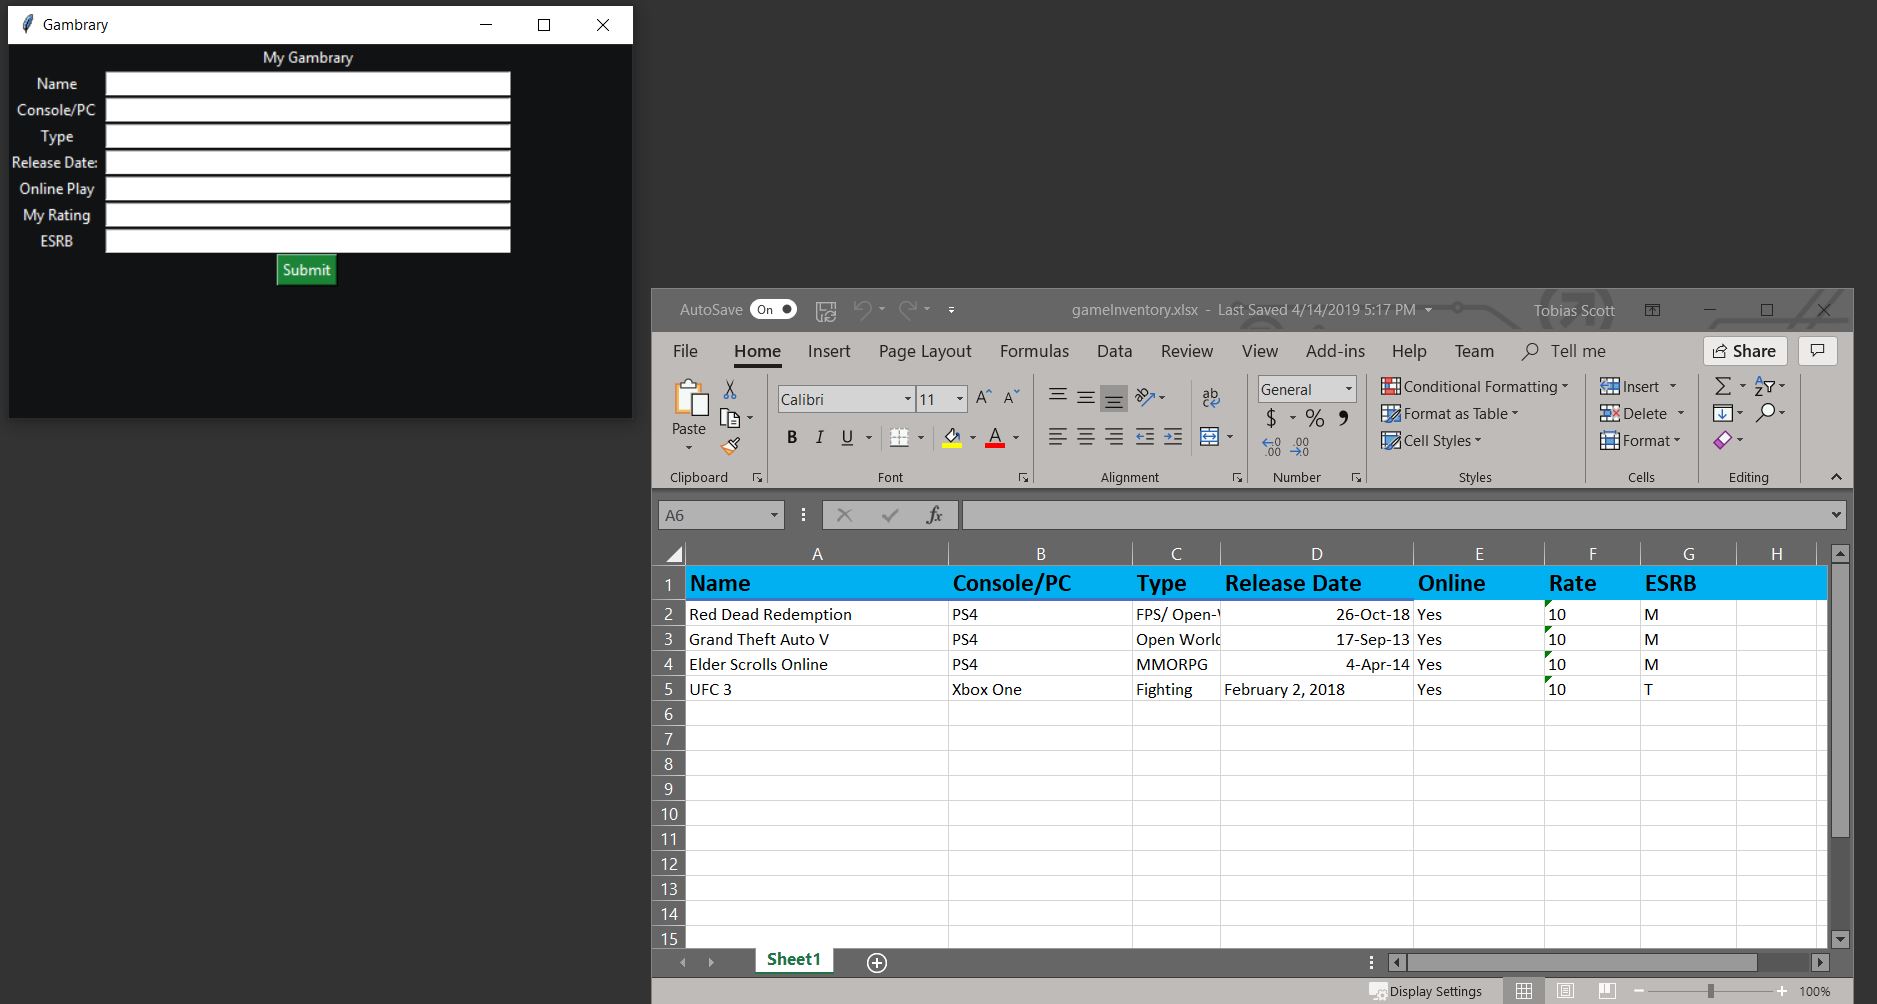 Gambrary
My Gambrary
Name
Console/PC
Type
Release Date:
Online Play
My Rating
ESRB
Submit
AutoSave On gameInventory.xlsx - Last Saved 4/14/2019 5:17 PM Tobias Scott
File Home Insert Page Layout Formulas Data Review View Add-ins Help Team Tell me Share
Paste Calibri 11 ab General Conditional Formatting Insert
B I U A $ % Format as Table Delete
Cell Styles Format
Clipboard Font Alignment Number Styles Cells Editing
A6 fx
A B C D E F G H
1 Name Console/PC Type Release Date Online Rate ESRB
2 Red Dead Redemption PS4 FPS/ Open- 26-Oct-18 Yes 10 M
3 Grand Theft Auto V PS4 Open World 17-Sep-13 Yes 10 M
4 Elder Scrolls Online PS4 MMORPG 4-Apr-14 Yes 10 M
5 UFC 3 Xbox One Fighting February 2, 2018 Yes 10 T
6
7
8
9
10
11
12
13
14
15
Sheet1
Display Settings 100%